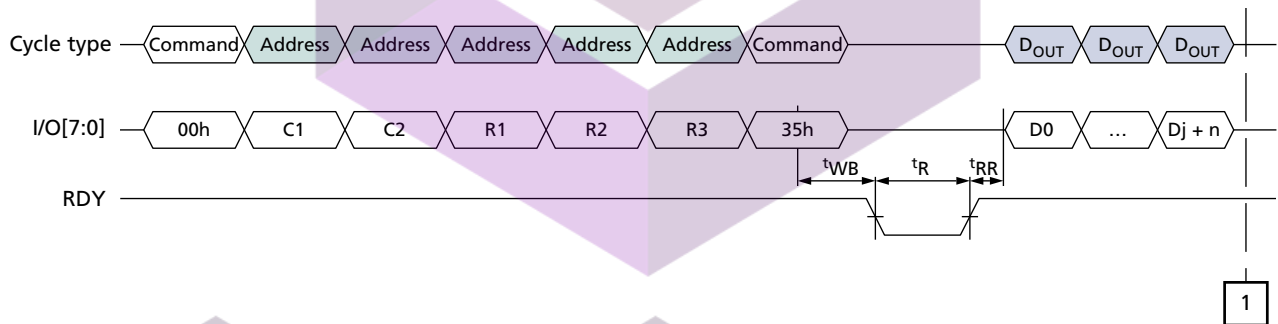 Cycle type Command Address Address Address Address Address Command DOUT DOUT DOUT
I/O[7:0] 00h C1 C2 R1 R2 R3 35h D0 ... Dj + n
tWB tR tRR
RDY
1